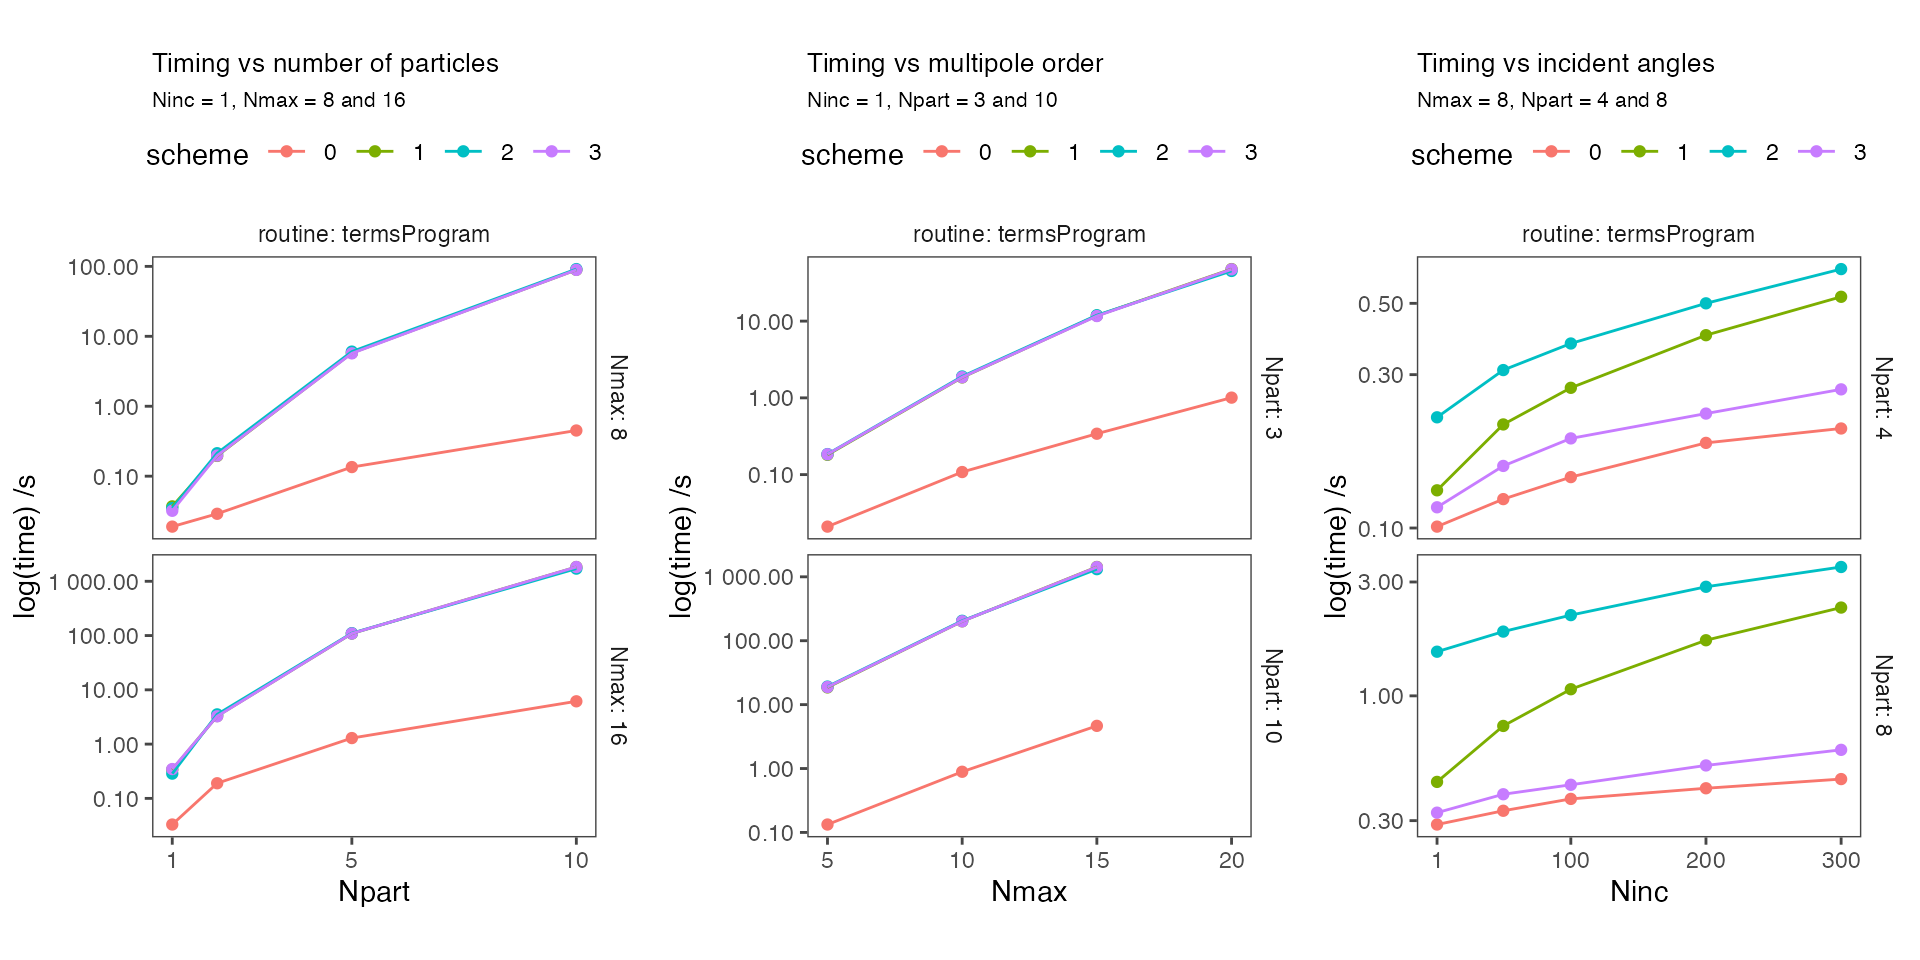 Timing vs number of particles
Ninc = 1, Nmax = 8 and 16
scheme 0 1 2 3
routine: termsProgram
log(time) /s
100.00
10.00
1.00
0.10
Nmax: 8
1 000.00
100.00
10.00
1.00
0.10
Nmax: 16
1 5 10
Npart
Timing vs multipole order
Ninc = 1, Npart = 3 and 10
scheme 0 1 2 3
routine: termsProgram
log(time) /s
10.00
1.00
0.10
Npart: 3
1 000.00
100.00
10.00
1.00
0.10
Npart: 10
5 10 15 20
Nmax
Timing vs incident angles
Nmax = 8, Npart = 4 and 8
scheme 0 1 2 3
routine: termsProgram
log(time) /s
0.50
0.30
0.10
Npart: 4
3.00
1.00
0.30
Npart: 8
1 100 200 300
Ninc